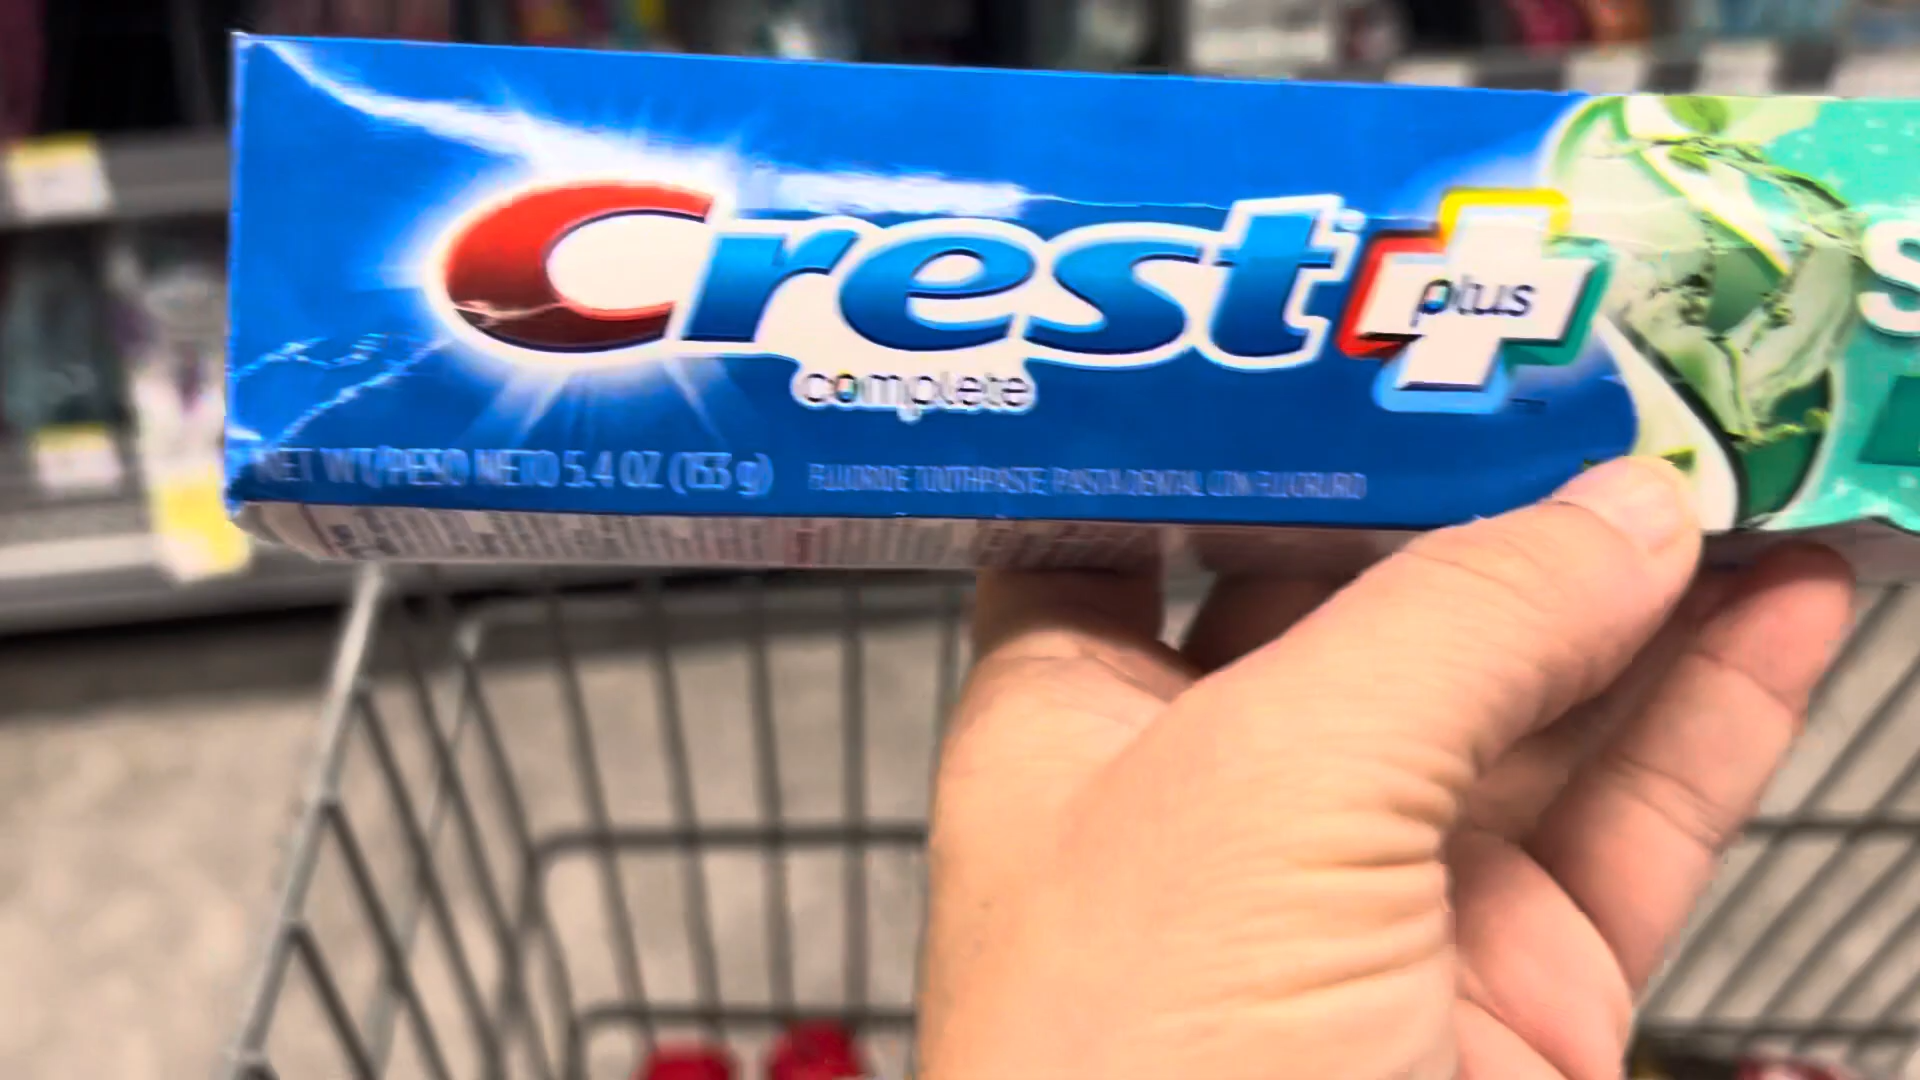 Crest
plus
complete
NET WT/PESO NETO 5.4 OZ (153 g)
FLUORIDE TOOTHPASTE/PASTA DENTAL CON FLUORURO
S